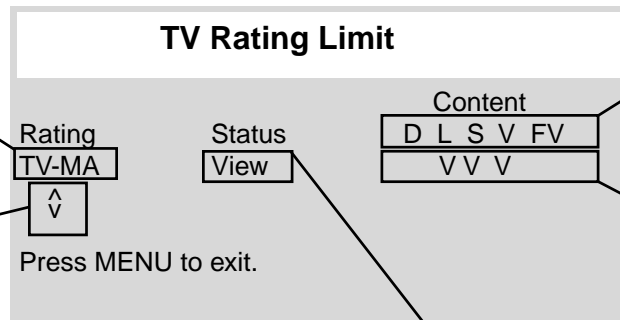 TV Rating Limit
Content
Rating Status D L S V FV
TV-MA View V V V
^
v
Press MENU to exit.